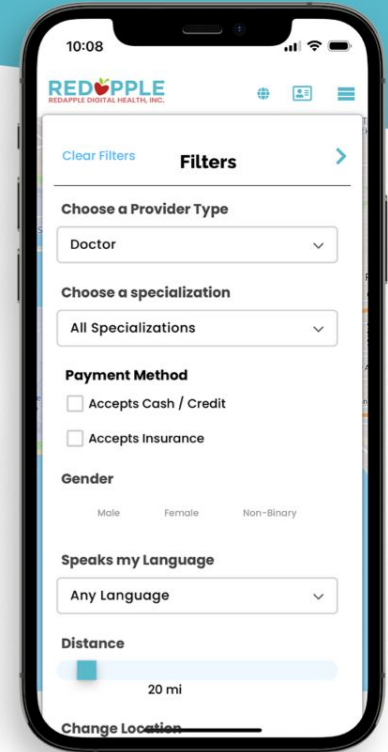 10:08
REDAPPLE
REDAPPLE DIGITAL HEALTH, INC.
Clear Filters
Filters
Choose a Provider Type
Doctor
Choose a specialization
All Specializations
Payment Method
Accepts Cash / Credit
Accepts Insurance
Gender
Male Female Non-Binary
Speaks my Language
Any Language
Distance
20 mi
Change Location